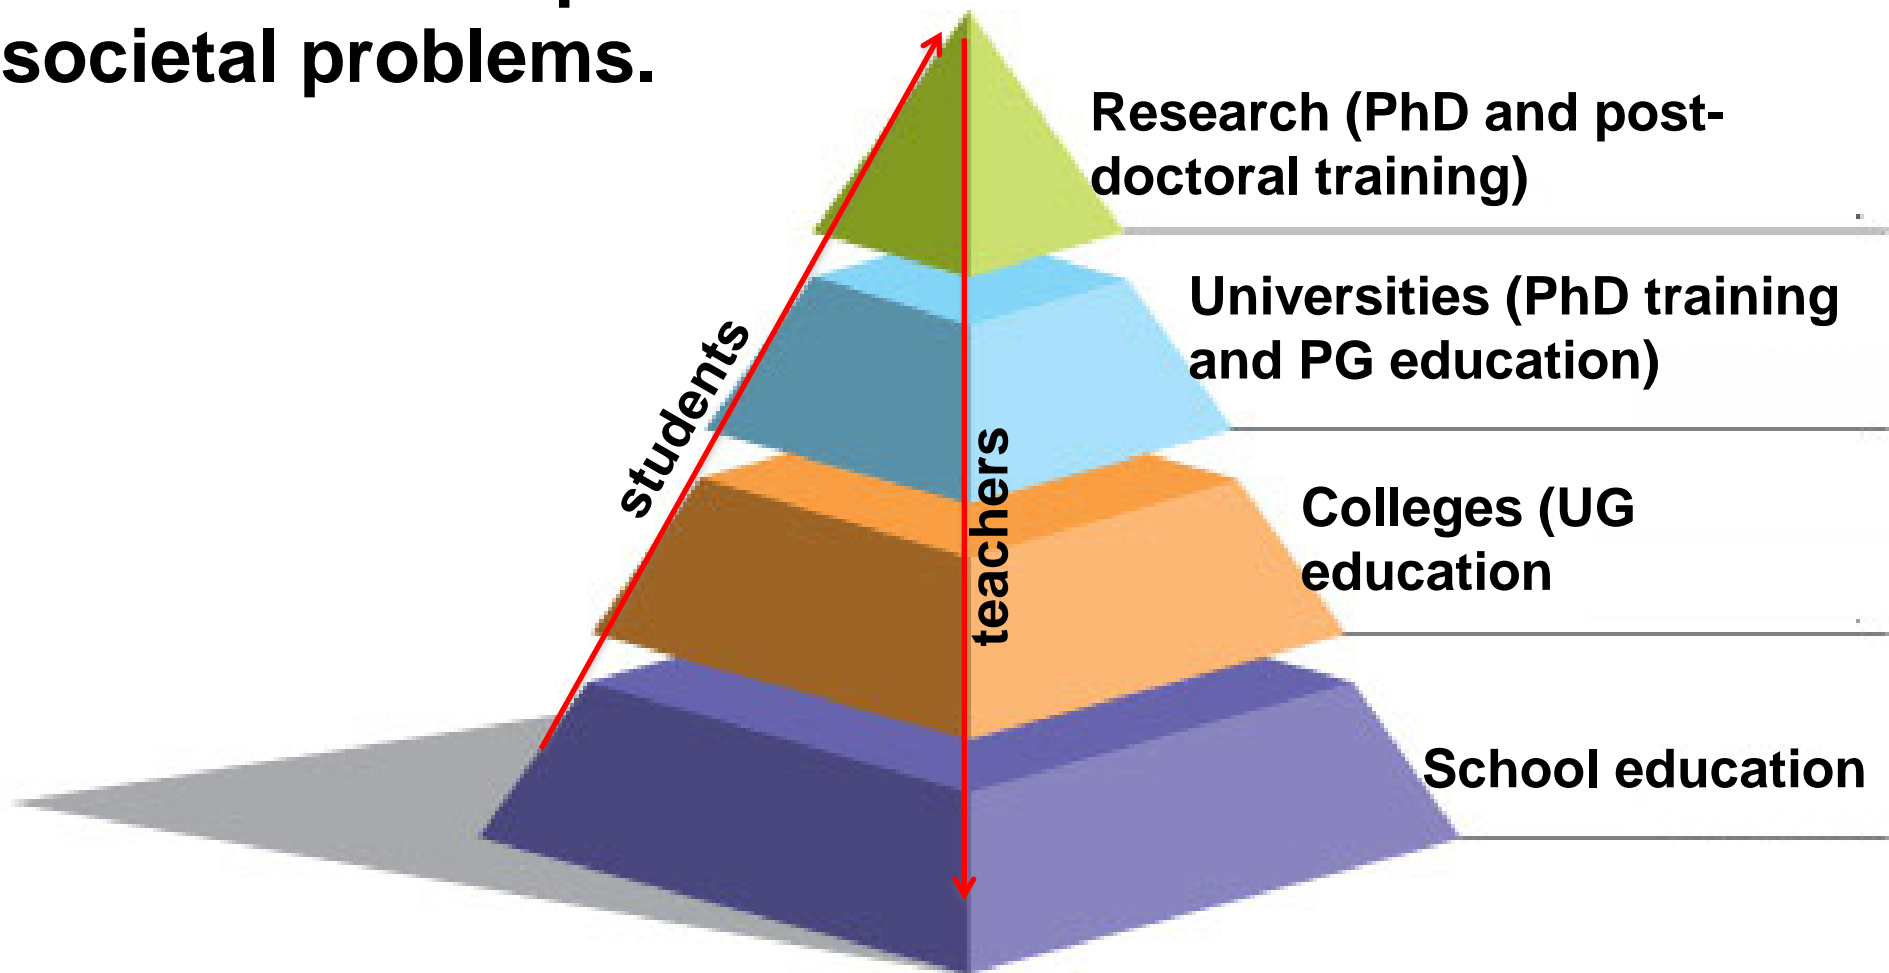 societal problems.
Research (PhD and post-
doctoral training)
Universities (PhD training
and PG education)
students
teachers
Colleges (UG
education
School education